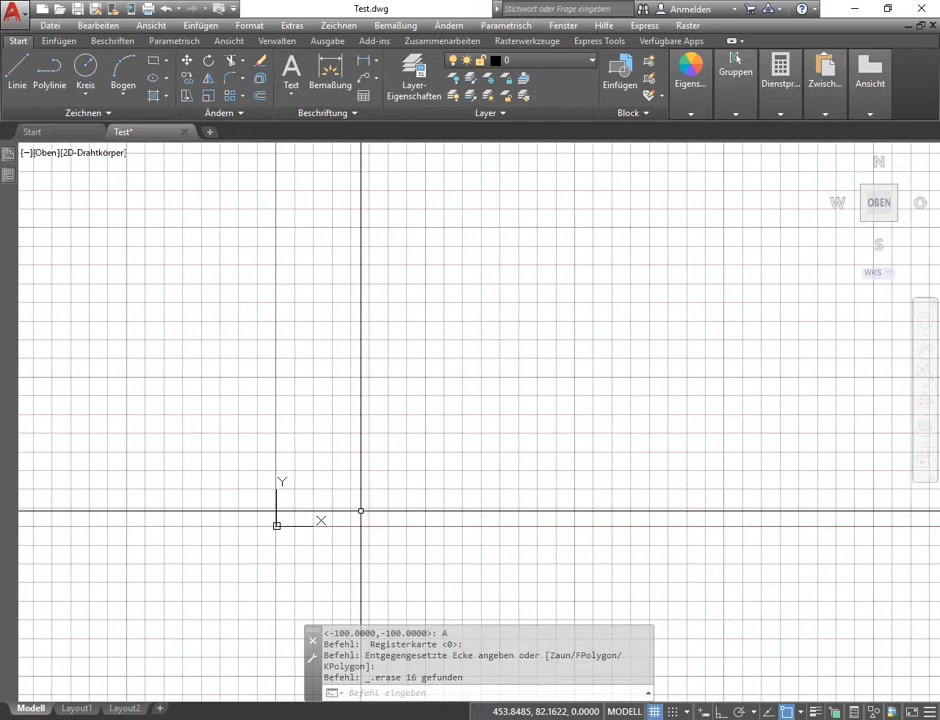 Test.dwg
Stichwort oder Frage eingeben
Anmelden
Datei Bearbeiten Ansicht Einfügen Format Extras Zeichnen Bemaßung Ändern Parametrisch Fenster Hilfe Express Raster
Start Einfügen Beschriften Parametrisch Ansicht Verwalten Ausgabe Add-ins Zusammenarbeiten Rasterwerkzeuge Express Tools Verfügbare Apps
Linie Polylinie Kreis Bogen
Text Bemaßung
Layer-
Eigenschaften
0
Einfügen
Eigens...
Gruppen
Dienstpr...
Zwisch...
Ansicht
Zeichnen Ändern Beschriftung Layer Block
Start Test*
[−][Oben][2D-Drahtkörper]
N
W OBEN O
S
WKS
Y
X
<-100.0000,-100.0000>: A
Befehl: Registerkarte <0>:
Befehl: Entgegengesetzte Ecke angeben oder [Zaun/FPolygon/
KPolygon]:
Befehl: _.erase 16 gefunden
Befehl eingeben
Modell Layout1 Layout2 +
453.8485, 82.1622, 0.0000 MODELL